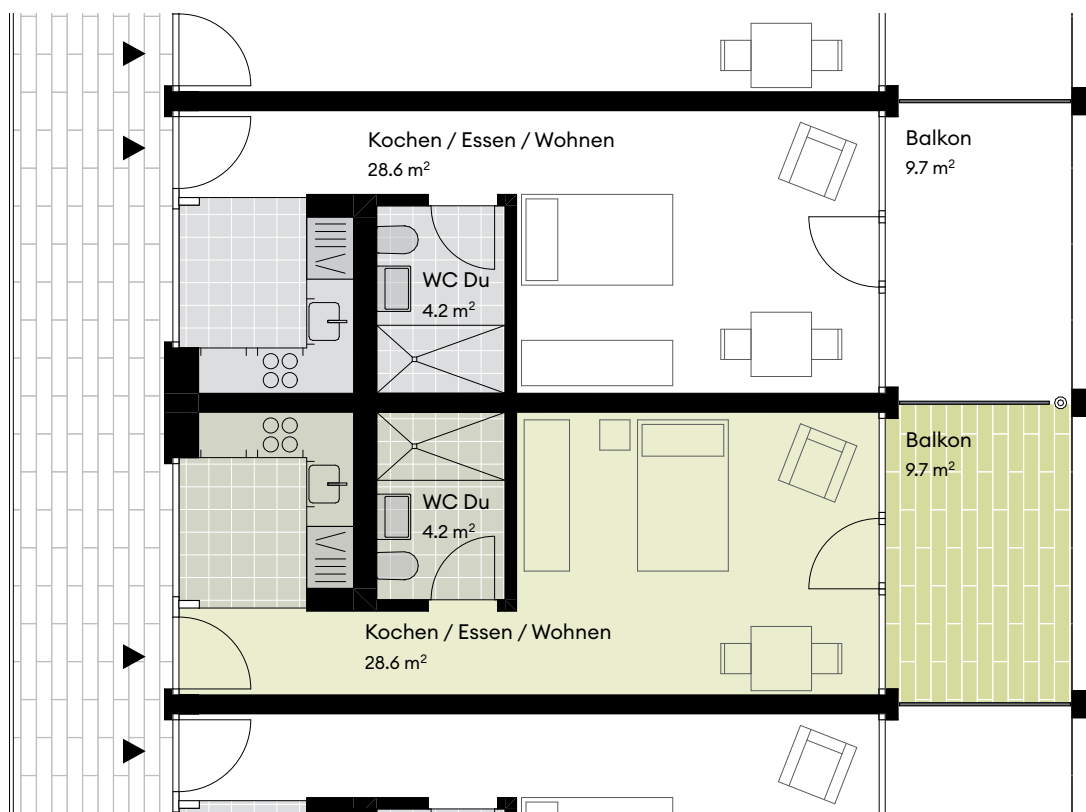 Kochen / Essen / Wohnen
28.6 m²
Balkon
9.7 m²
WC Du
4.2 m²
Balkon
9.7 m²
WC Du
4.2 m²
Kochen / Essen / Wohnen
28.6 m²